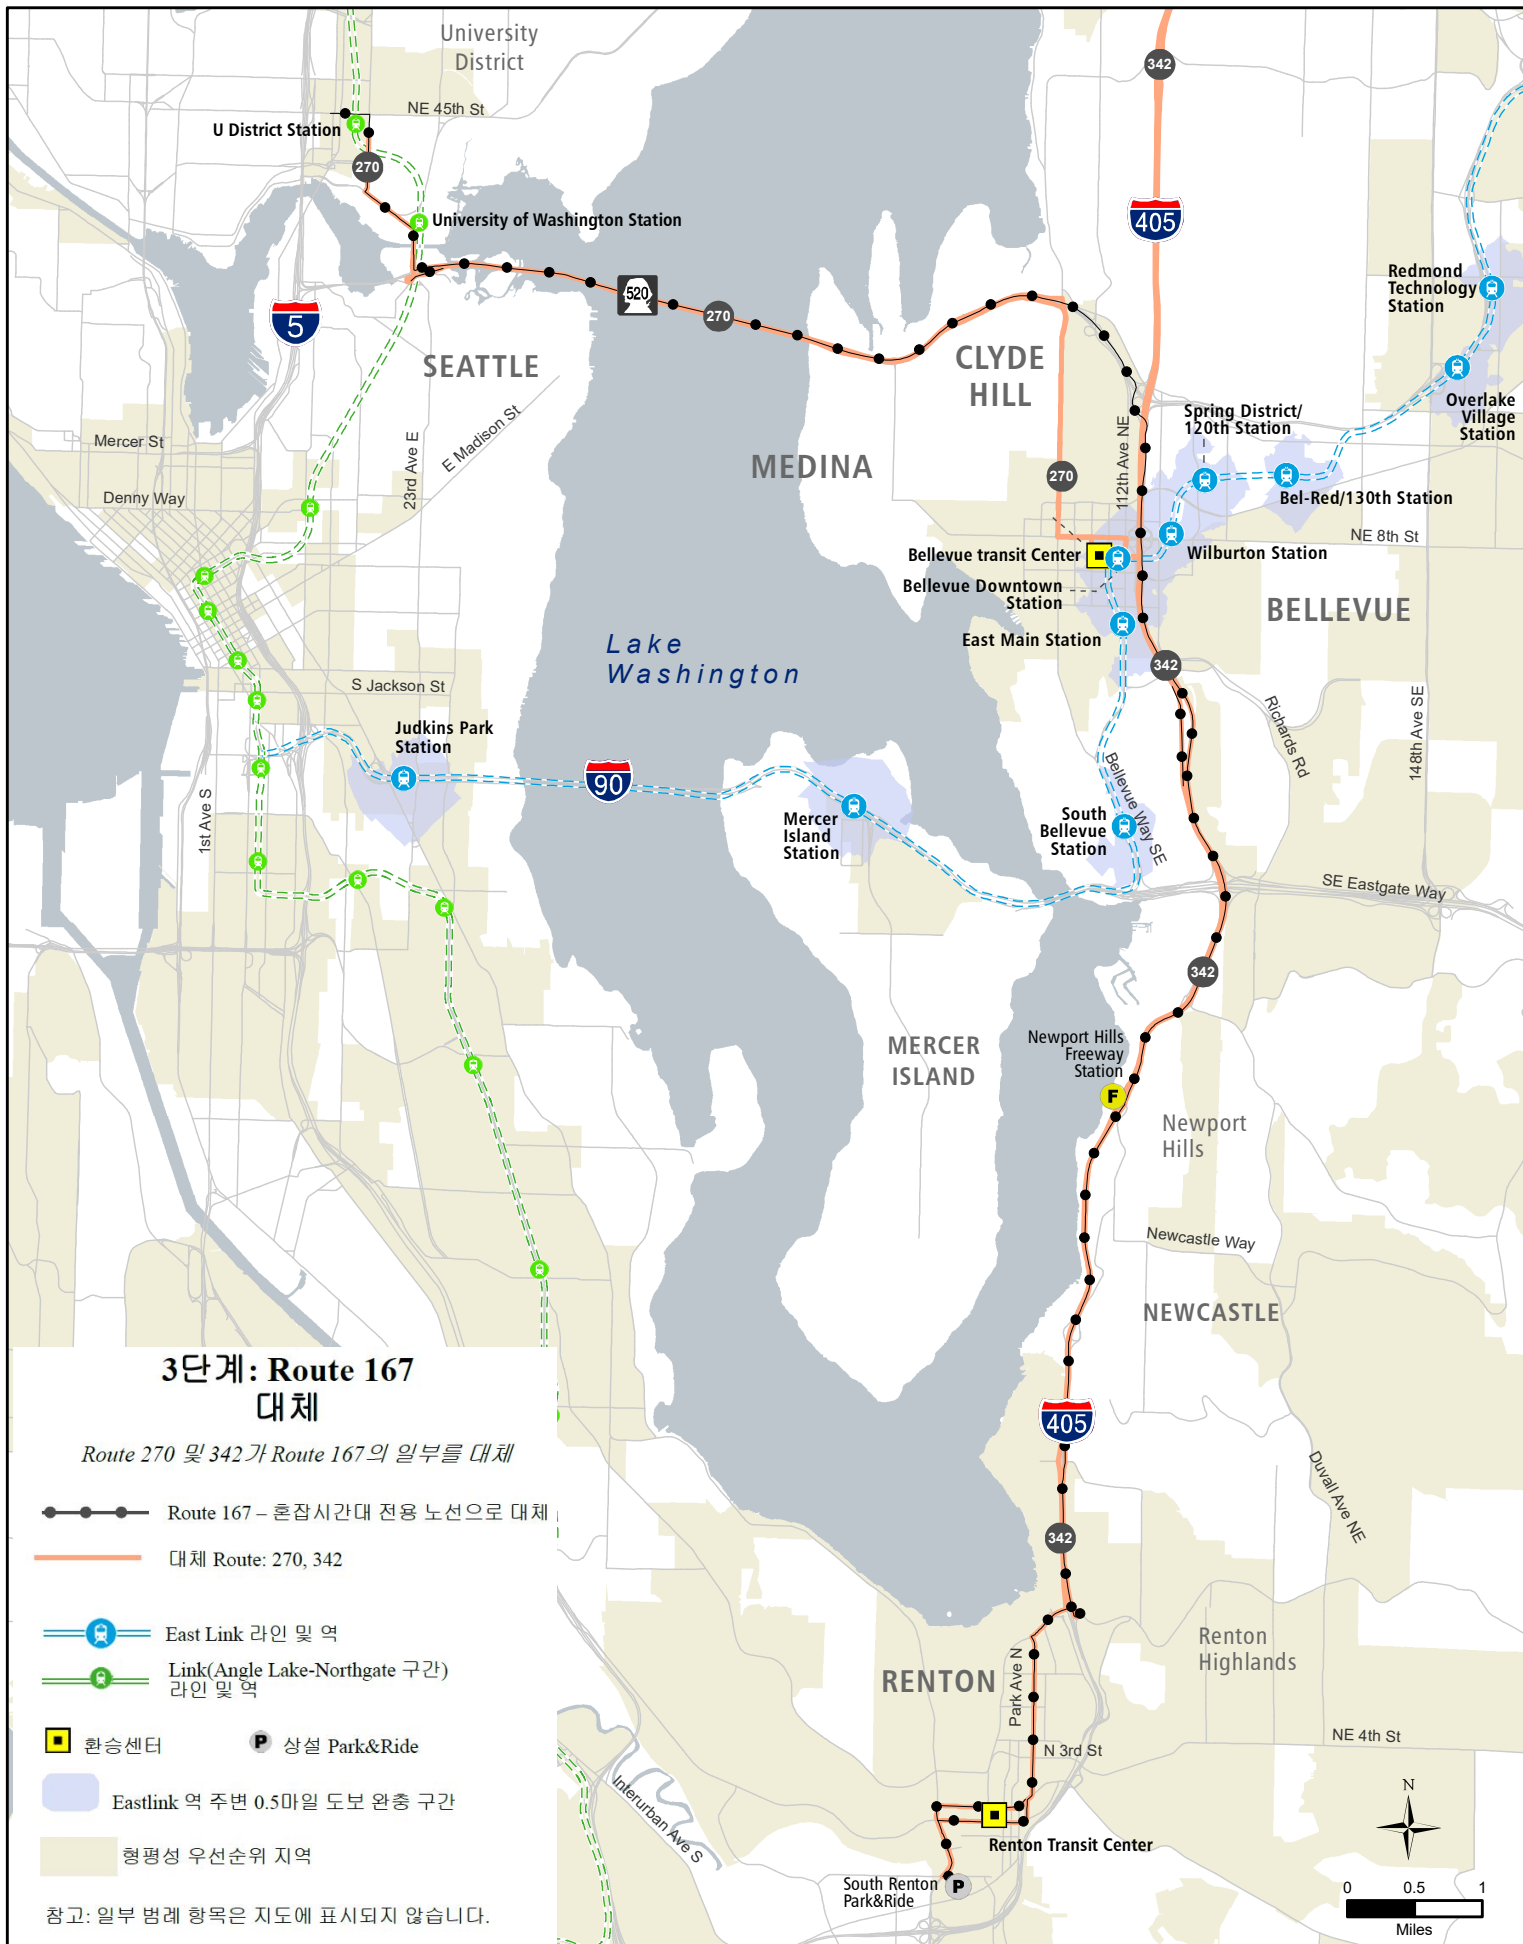 University
District
342
NE 45th St
U District Station
270
University of Washington Station
405
Redmond
Technology
Station
520
270
5
SEATTLE
CLYDE
HILL
Overlake
Village
Station
Mercer St
23rd Ave E
E Madison St
112th Ave NE
Spring District/
120th Station
MEDINA
270
Denny Way
Bel-Red/130th Station
NE 8th St
Bellevue transit Center
Wilburton Station
Bellevue Downtown
Station
BELLEVUE
East Main Station
Lake
Washington
342
S Jackson St
Richards Rd
148th Ave SE
Judkins Park
Station
90
Bellevue Way SE
1st Ave S
Mercer
Island
Station
South
Bellevue
Station
SE Eastgate Way
342
MERCER
ISLAND
Newport Hills
Freeway
Station
F
Newport
Hills
Newcastle Way
NEWCASTLE
405
Duvall Ave NE
342
Renton
Highlands
RENTON
Park Ave N
N 3rd St
NE 4th St
Interurban Ave S
Renton Transit Center
South Renton
Park&Ride
P
N
0 0.5 1
Miles
3단계: Route 167
대체
Route 270 및 342가 Route 167의 일부를 대체
Route 167 – 혼잡시간대 전용 노선으로 대체
대체 Route: 270, 342
East Link 라인 및 역
Link(Angle Lake-Northgate 구간)
라인 및 역
환승센터
P 상설 Park&Ride
Eastlink 역 주변 0.5마일 도보 완충 구간
형평성 우선순위 지역
참고: 일부 범례 항목은 지도에 표시되지 않습니다.